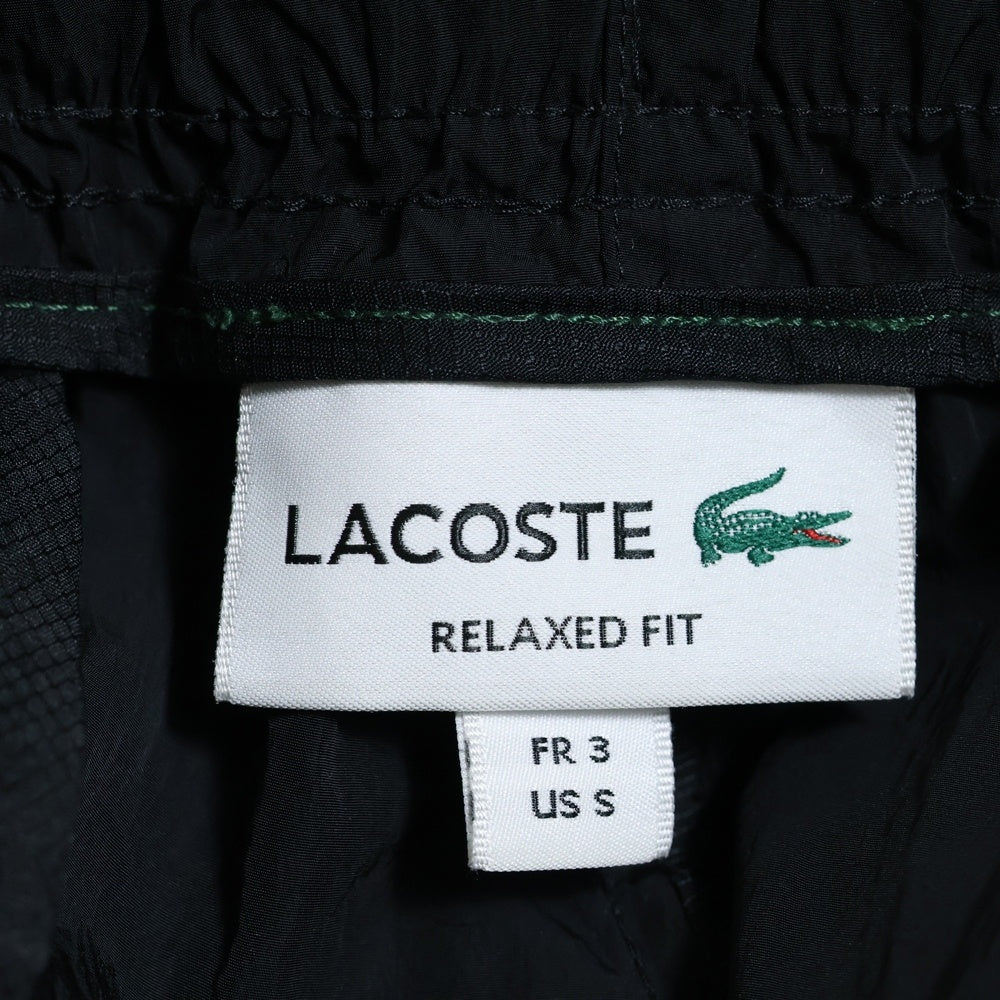 LACOSTE
RELAXED FIT
FR 3
US S